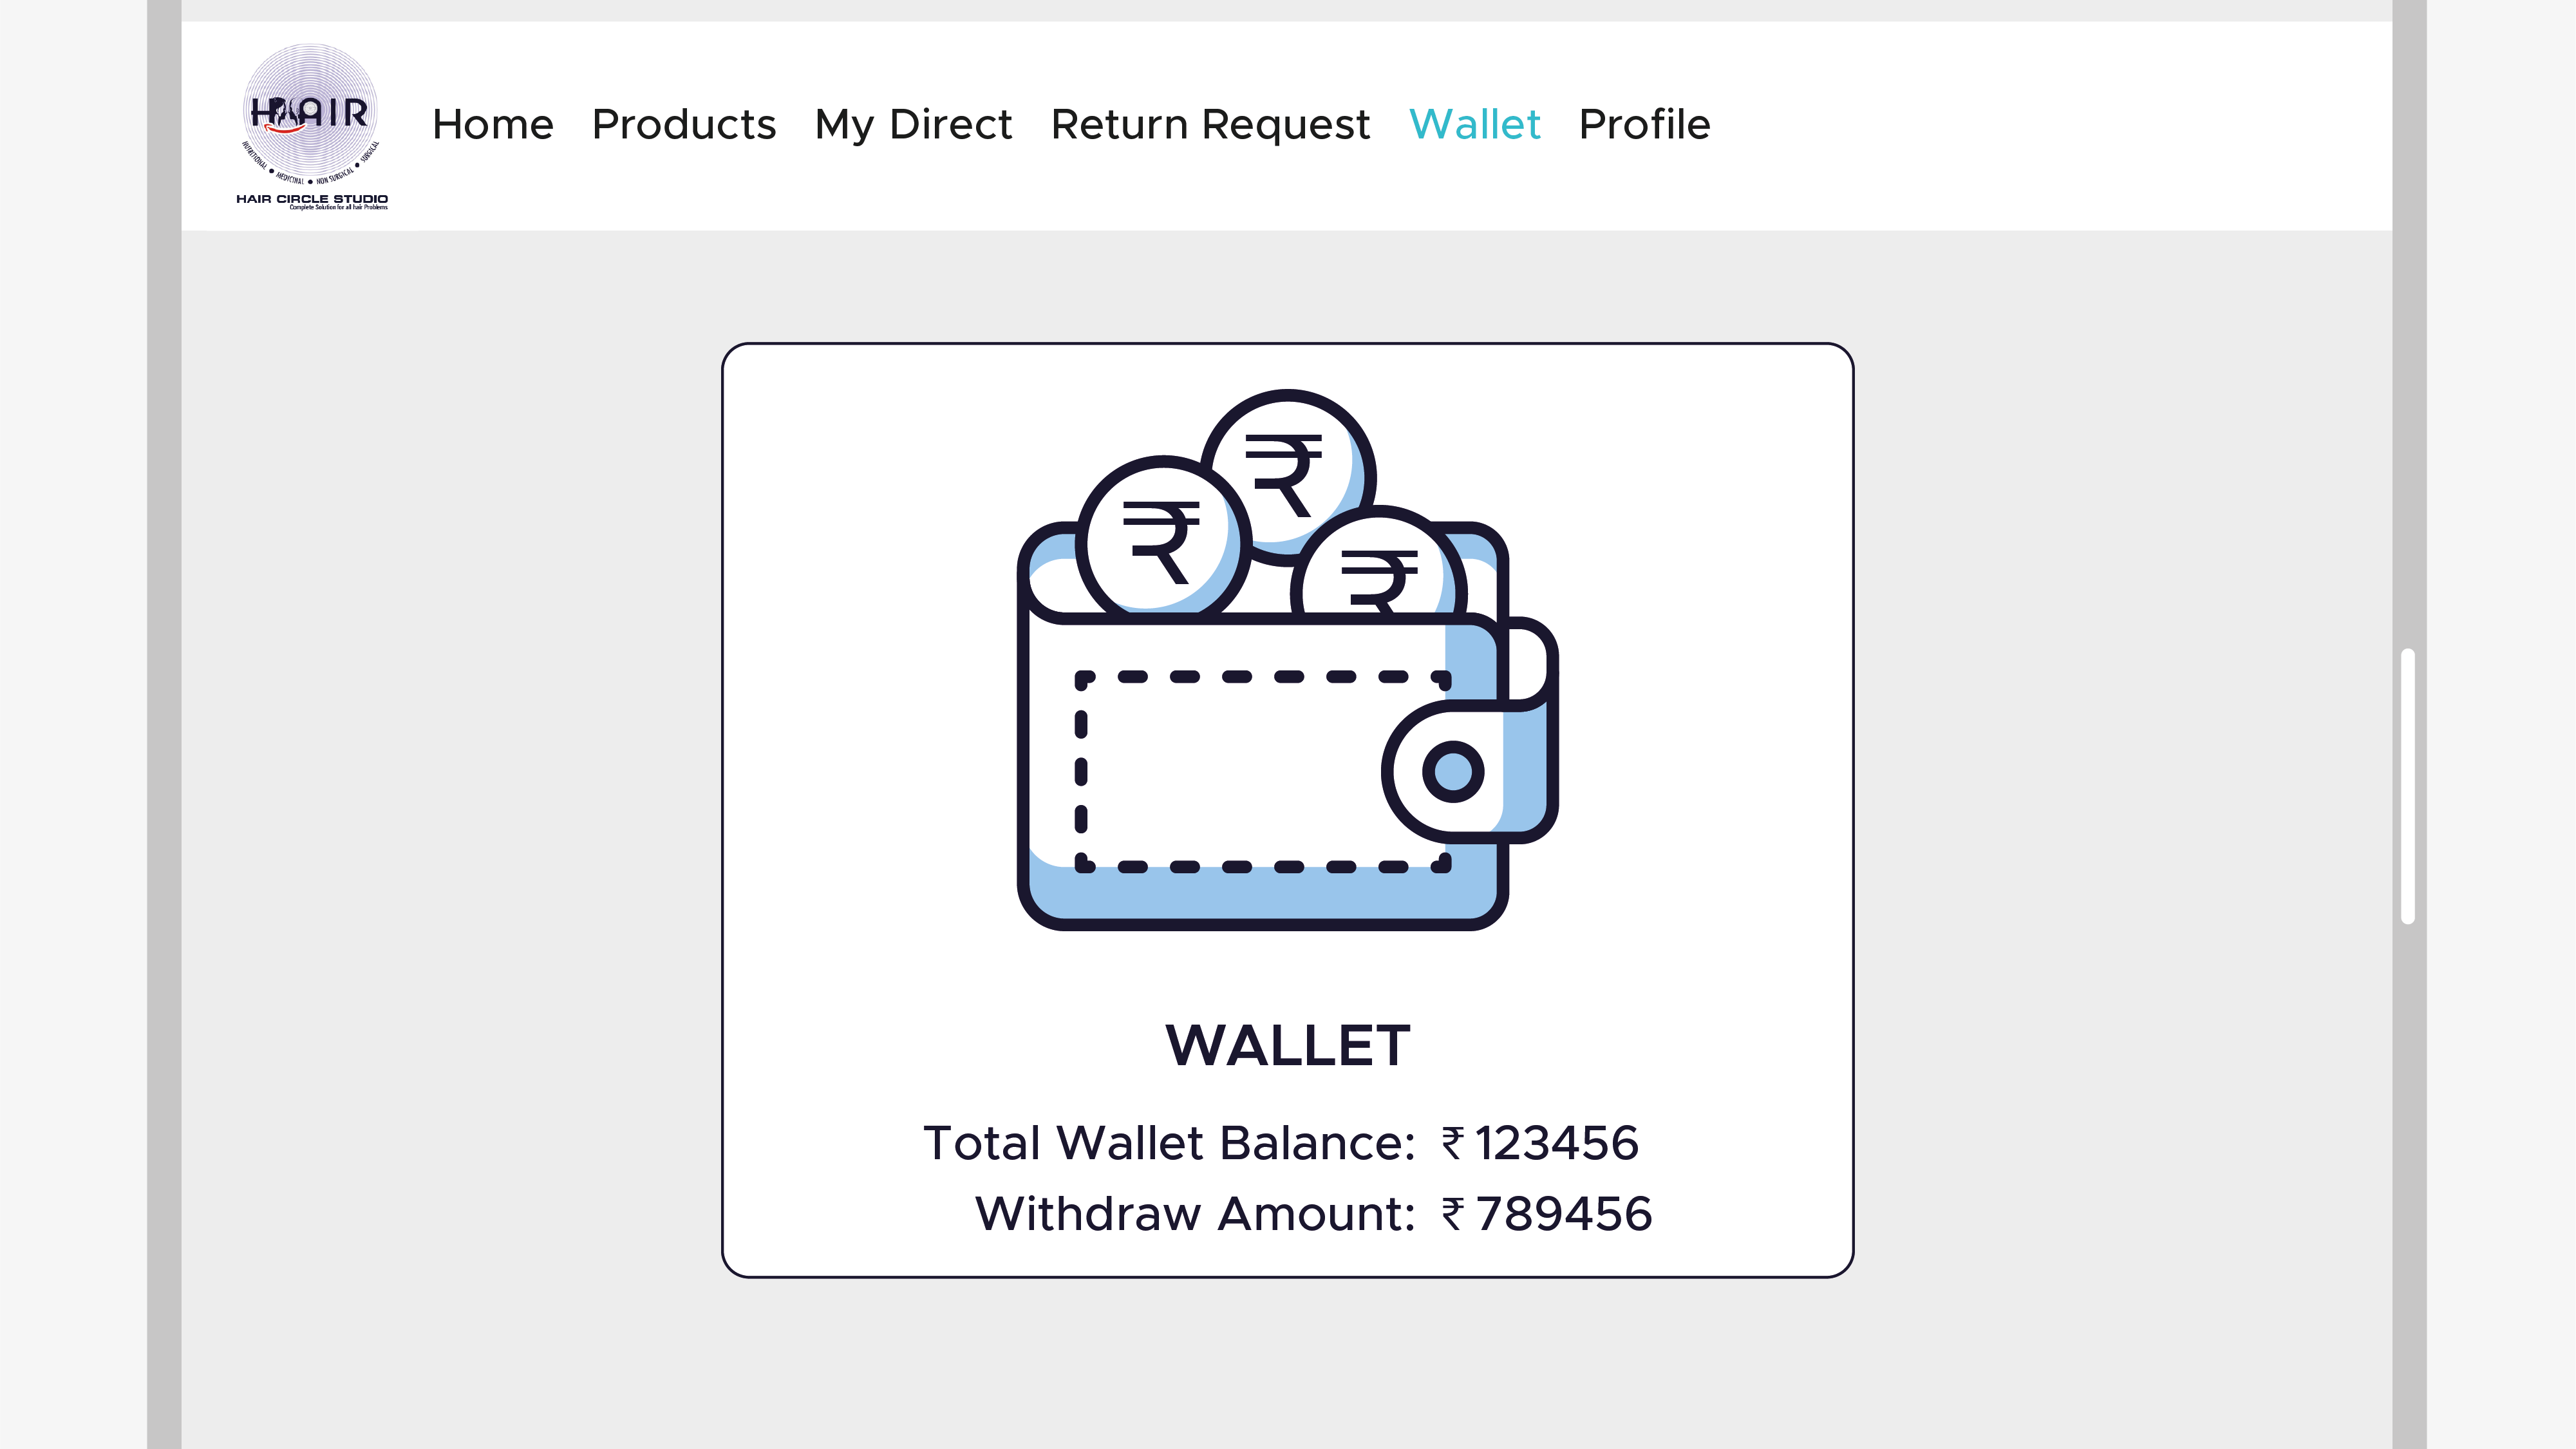 HAIR
NUTRITIONAL • MEDICINAL • NON SURGICAL • SURGICAL
HAIR CIRCLE STUDIO
Complete Solution for all hair Problems
Home Products My Direct Return Request Wallet Profile
₹
₹
₹
WALLET
Total Wallet Balance: ₹ 123456
Withdraw Amount: ₹ 789456